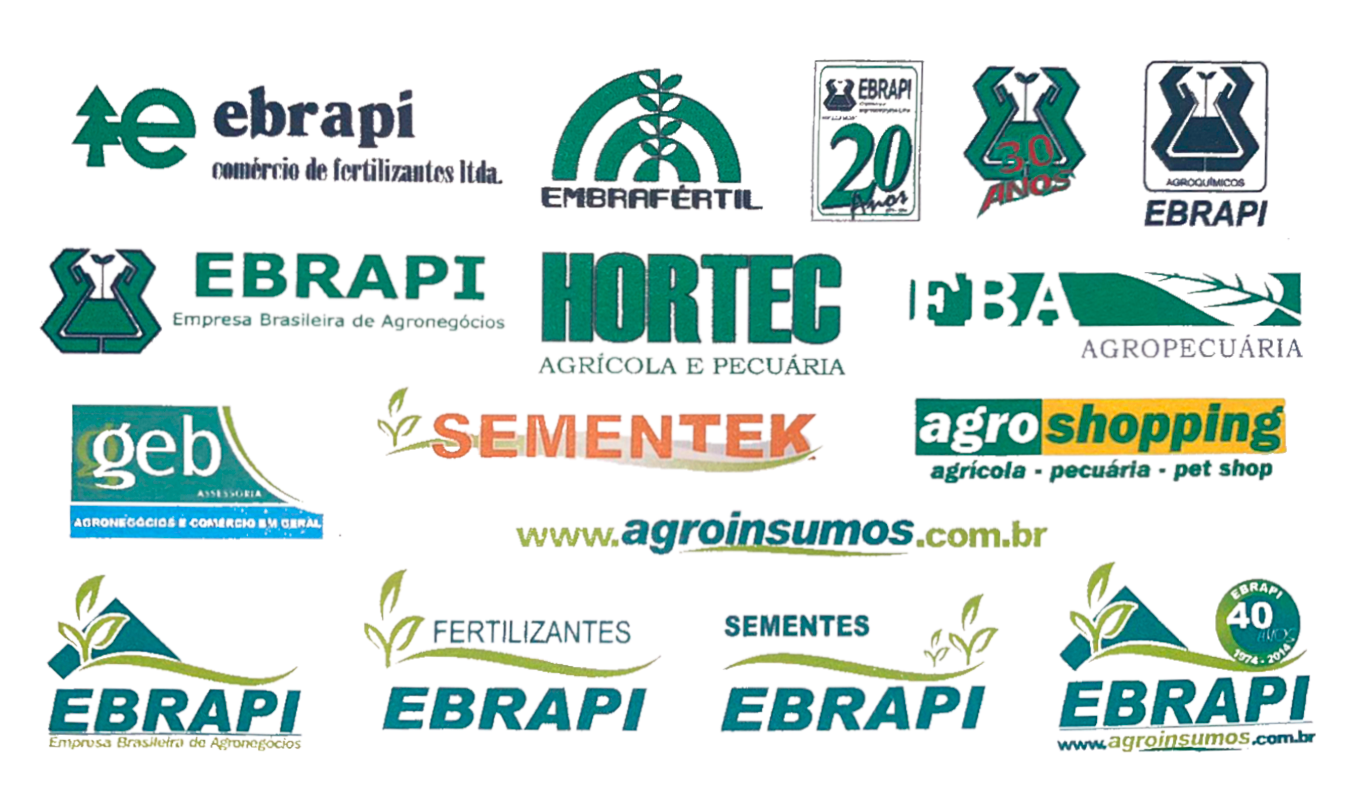 e ebrapi
comércio de fertilizantes ltda.
EMBRAFÉRTIL
EBRAPI
20
Anos
30
ANOS
AGROQUÍMICOS
EBRAPI
EBRAPI
Empresa Brasileira de Agronegócios
HORTEC
AGRÍCOLA E PECUÁRIA
EBA
AGROPECUÁRIA
geb
ASSESSORIA
AGRONEGÓCIOS E COMÉRCIO EM GERAL
SEMENTEK
agroshopping
agrícola - pecuária - pet shop
www.agroinsumos.com.br
EBRAPI
Empresa Brasileira de Agronegócios
FERTILIZANTES
EBRAPI
SEMENTES
EBRAPI
EBRAPI
40
ANOS
1974 - 2014
EBRAPI
www.agroinsumos.com.br